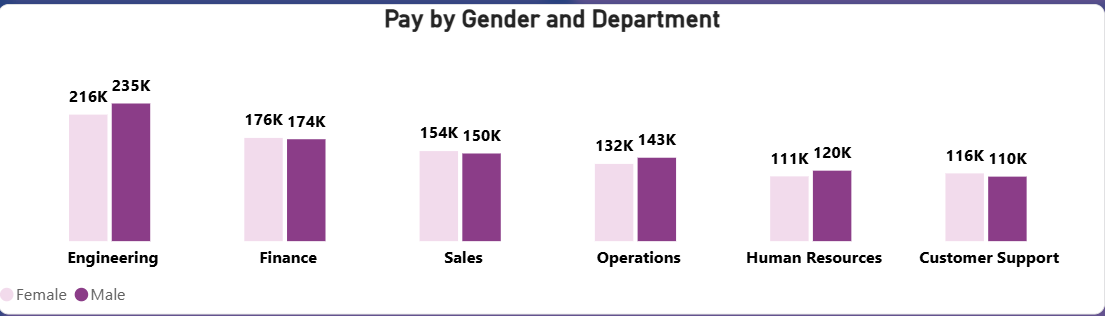 Pay by Gender and Department
216K 235K
176K 174K
154K 150K
132K 143K
111K 120K
116K 110K
Engineering Finance Sales Operations Human Resources Customer Support
Female Male